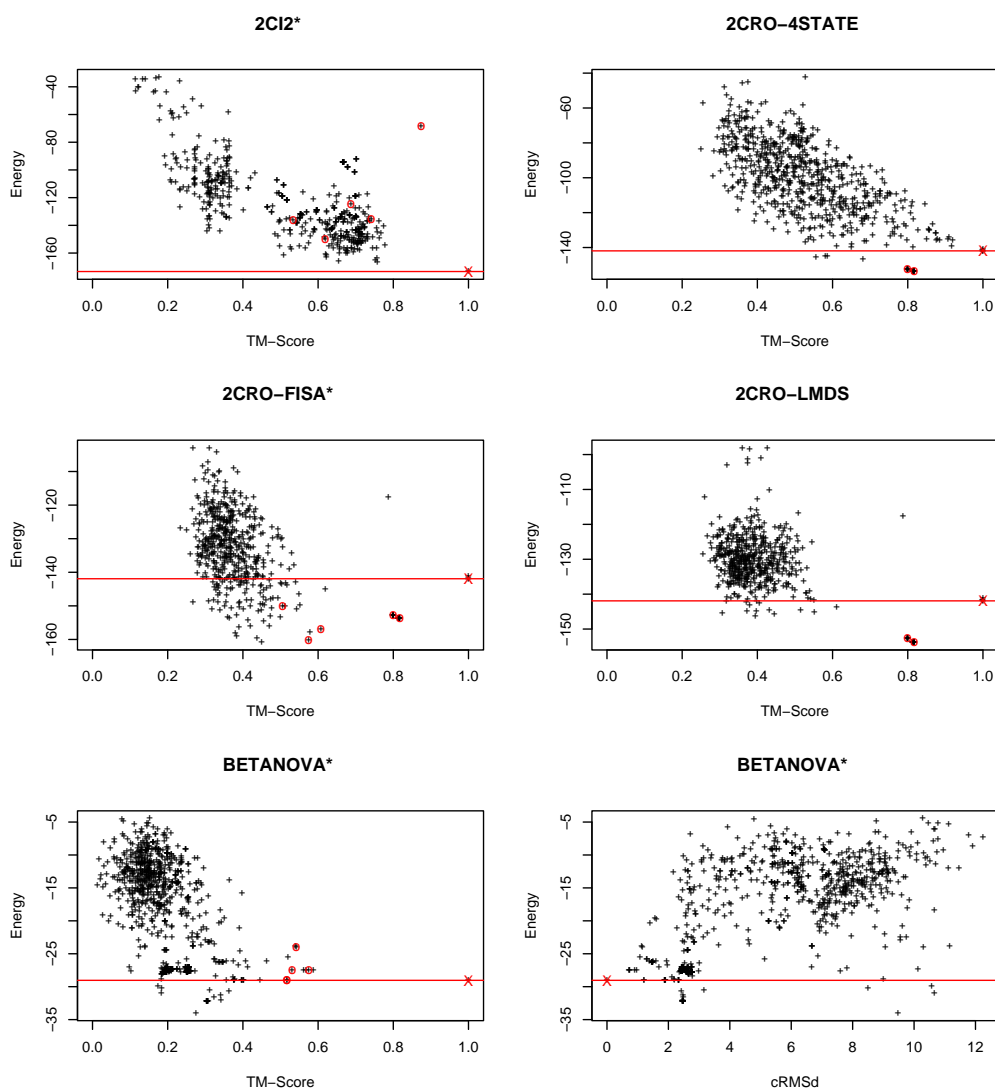 2CI2*
2CRO−4STATE
Energy
−160
−120
−80
−40
0.0 0.2 0.4 0.6 0.8 1.0
TM−Score
Energy
−140
−100
−60
0.0 0.2 0.4 0.6 0.8 1.0
TM−Score
2CRO−FISA*
2CRO−LMDS
Energy
−160
−140
−120
0.0 0.2 0.4 0.6 0.8 1.0
TM−Score
Energy
−150
−130
−110
0.0 0.2 0.4 0.6 0.8 1.0
TM−Score
BETANOVA*
BETANOVA*
Energy
−35
−25
−15
−5
0.0 0.2 0.4 0.6 0.8 1.0
TM−Score
Energy
−35
−25
−15
−5
0 2 4 6 8 10 12
cRMSd